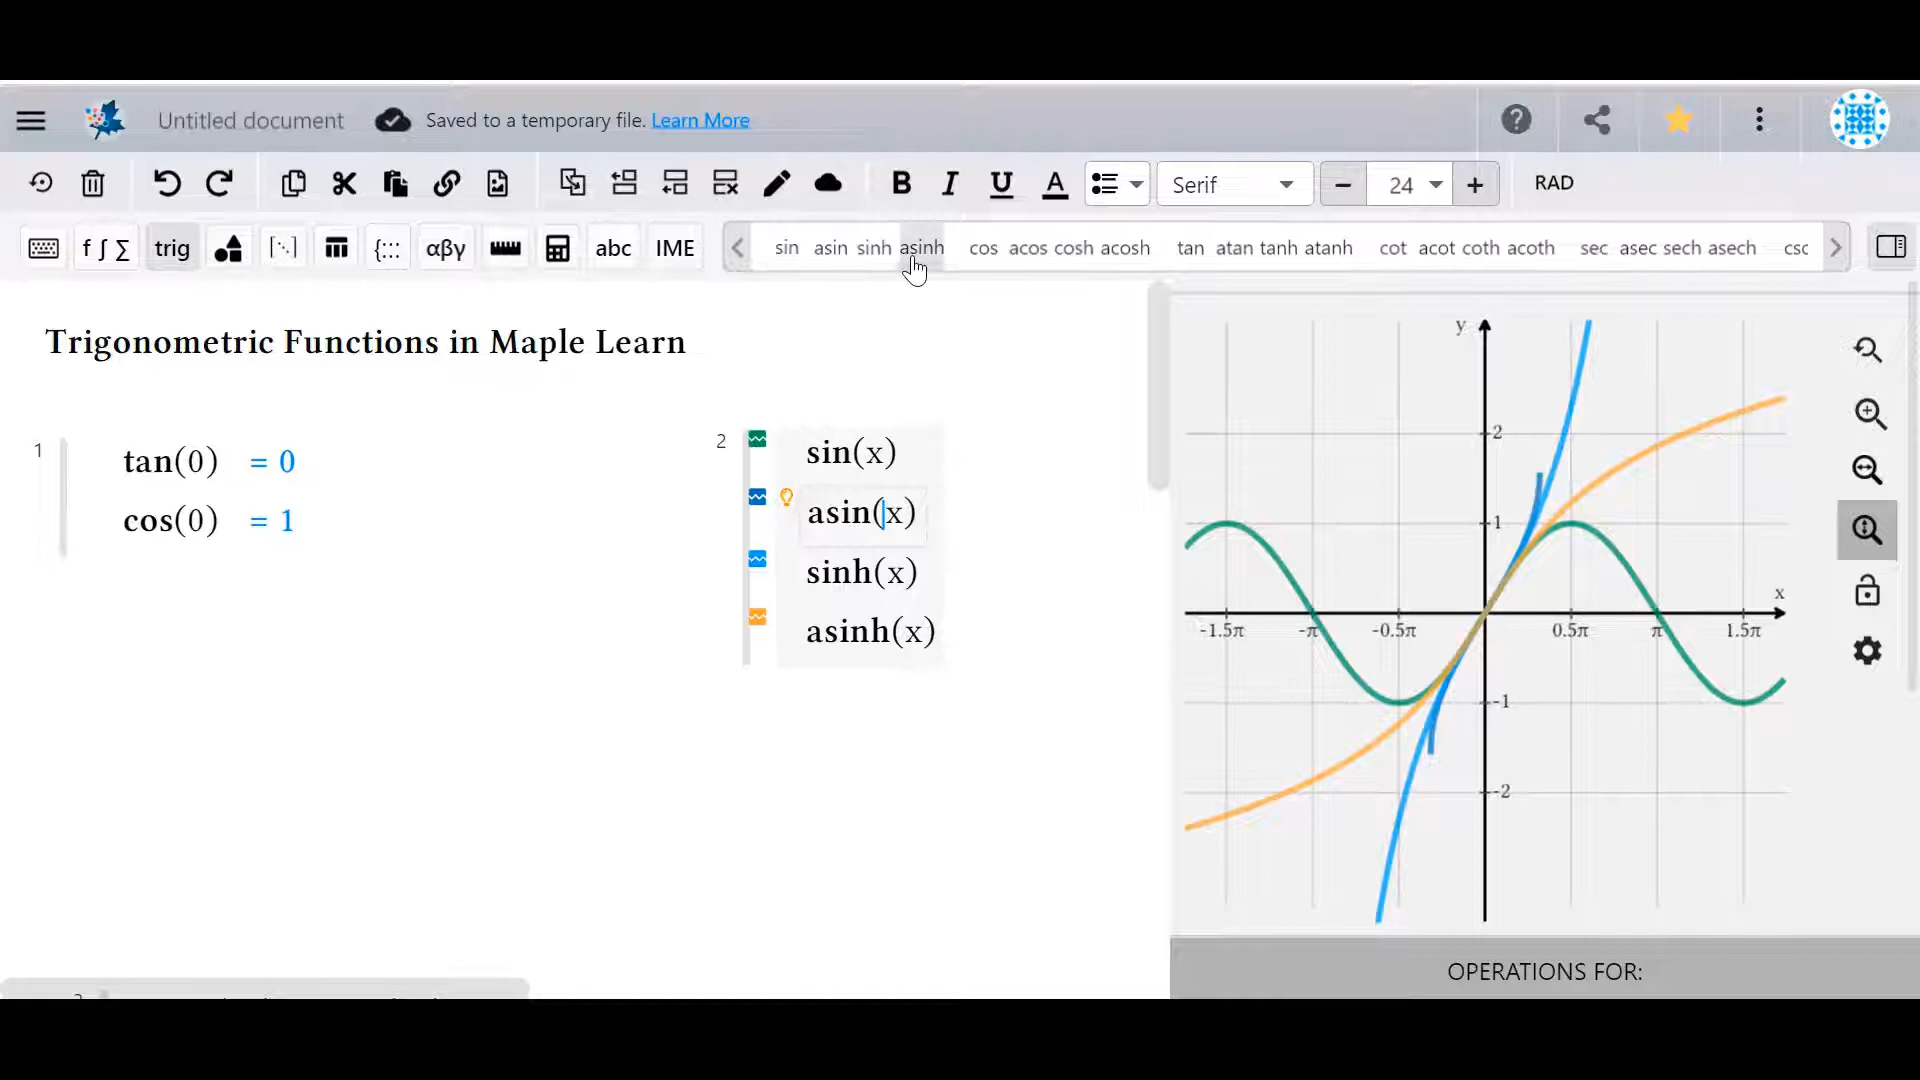 Untitled document Saved to a temporary file. Learn More
B I U A Serif 24 RAD
f ∫ Σ trig αβγ abc IME sin asin sinh asinh cos acos cosh acosh tan atan tanh atanh cot acot coth acoth sec asec sech asech csc
Trigonometric Functions in Maple Learn
1
tan(0) = 0
cos(0) = 1
2
sin(x)
asin(x)
sinh(x)
asinh(x)
y
2
1
x
-1.5π -π -0.5π 0.5π π 1.5π
-1
-2
OPERATIONS FOR: